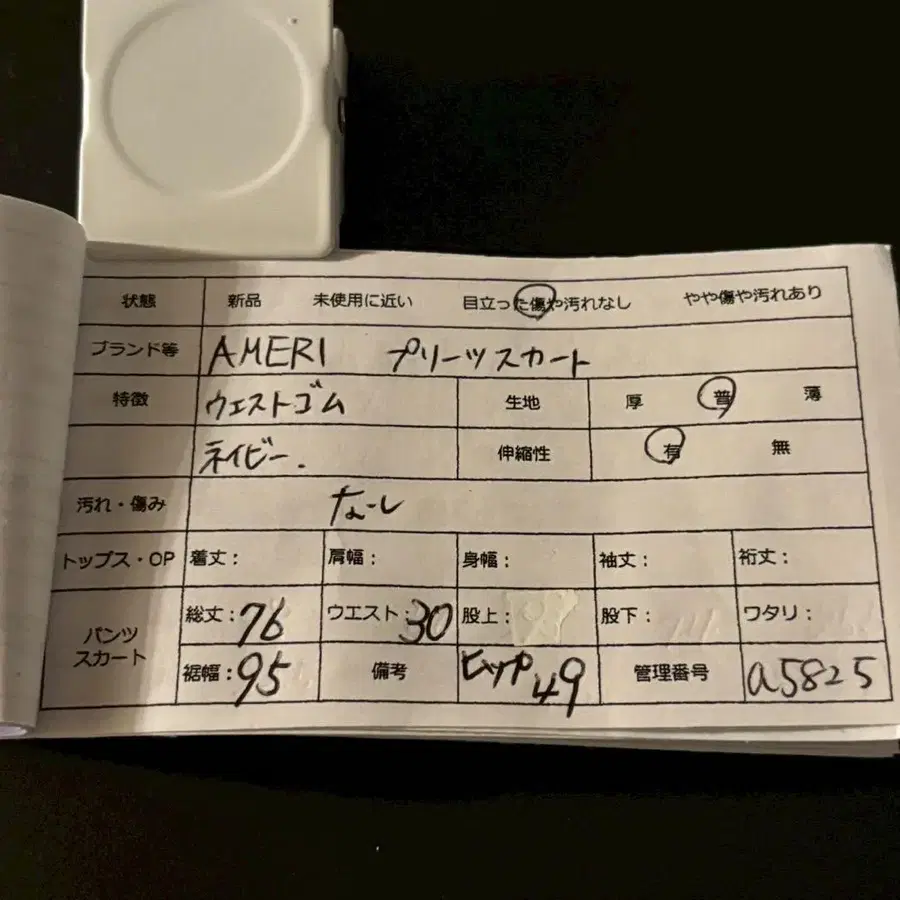 状態 新品 未使用に近い 目立った傷や汚れなし やや傷や汚れあり
ブランド等 AMERI プリーツスカート
特徴 ウエストゴム 生地 厚 普 薄
ネイビー. 伸縮性 有 無
汚れ・傷み なし
トップス・OP 着丈： 肩幅： 身幅： 袖丈： 裄丈：
パンツ スカート 総丈：76 ウエスト：30 股上： 股下： ワタリ：
裾幅：95 備考 ヒップ49 管理番号 a5825